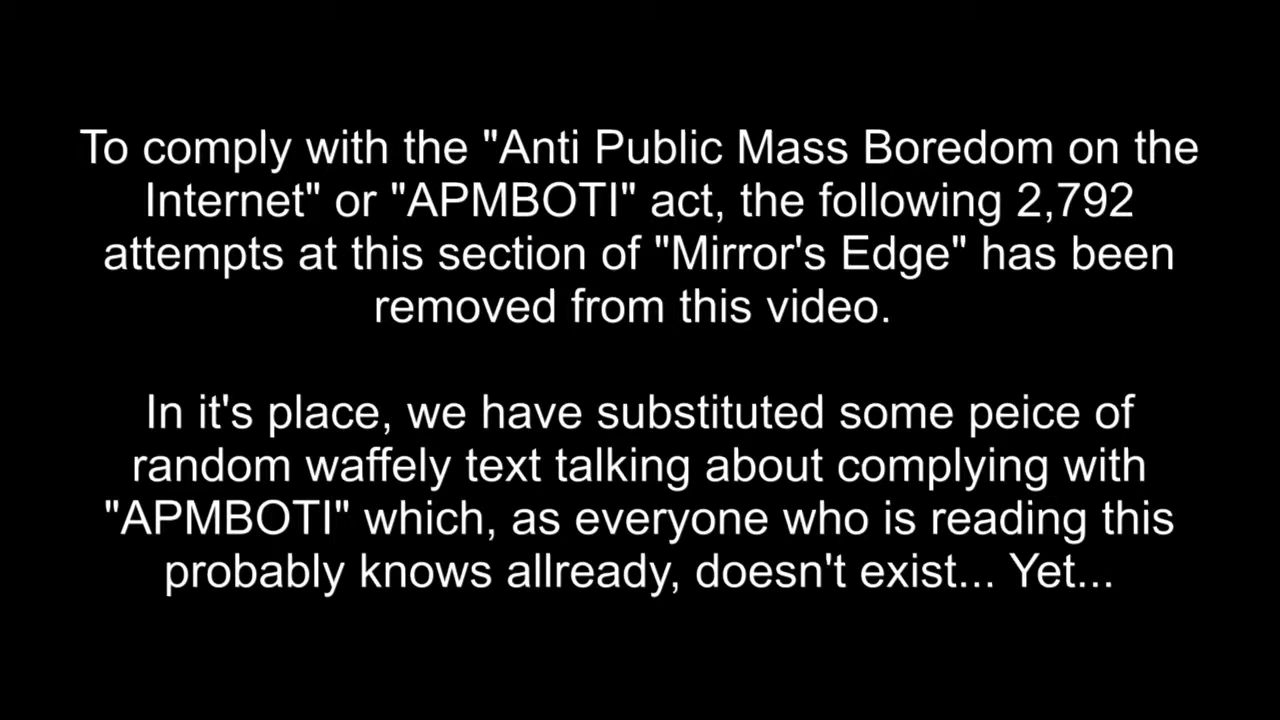 To comply with the "Anti Public Mass Boredom on the
Internet" or "APMBOTI" act, the following 2,792
attempts at this section of "Mirror's Edge" has been
removed from this video.
In it's place, we have substituted some peice of
random waffely text talking about complying with
"APMBOTI" which, as everyone who is reading this
probably knows allready, doesn't exist... Yet...